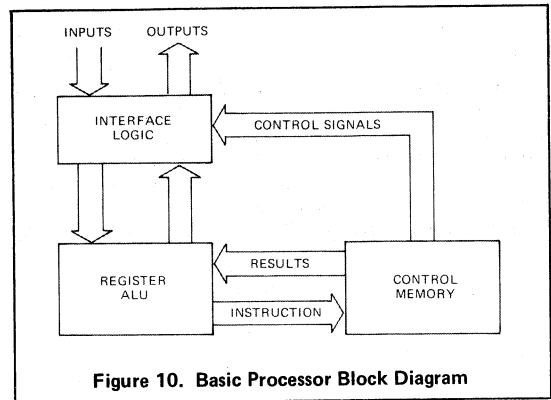 INPUTS OUTPUTS
INTERFACE
LOGIC
CONTROL SIGNALS
REGISTER
ALU
RESULTS
INSTRUCTION
CONTROL
MEMORY
Figure 10. Basic Processor Block Diagram